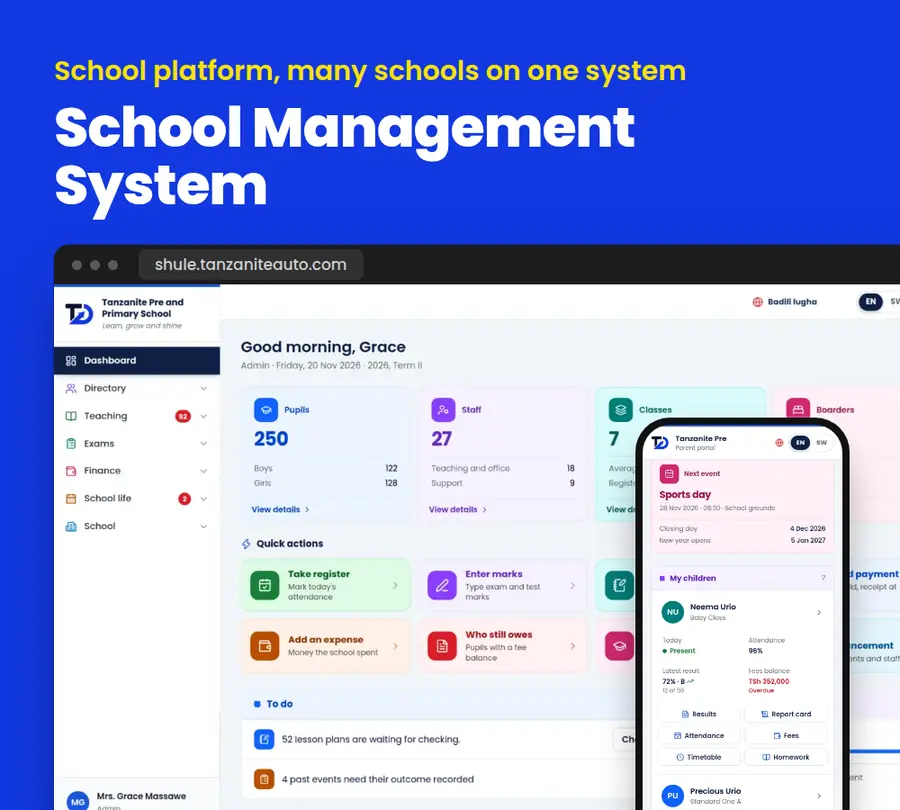 School platform, many schools on one system
School Management
System
shule.tanzaniteauto.com
Tanzanite Pre and
Primary School
Learn, grow and shine
Badili lugha
EN
SW
Dashboard
Directory
Teaching
52
Exams
Finance
School life
2
School
MG
Mrs. Grace Massawe
Admin
Good morning, Grace
Admin · Friday, 20 Nov 2026 · 2026, Term II
Pupils
250
Boys 122
Girls 128
View details
Staff
27
Teaching and office 18
Support 9
View details
Classes
7
Boarders
Quick actions
Take register
Mark today's
attendance
Enter marks
Type exam and test
marks
Add an expense
Money the school spent
Who still owes
Pupils with a fee
balance
payment
To do
52 lesson plans are waiting for checking.
4 past events need their outcome recorded
TD
Tanzanite Pre
Parent portal
EN
SW
Next event
Sports day
28 Nov 2026 · 08:30 · School grounds
Closing day 4 Dec 2026
New year opens 5 Jan 2027
My children
NU
Neema Urio
Baby Class
Today
Attendance
Present
96%
Latest result
Fees balance
72% · B
TSh 352,000
12 of 58
Overdue
Results
Report card
Attendance
Fees
Timetable
Homework
PU
Precious Urio
Standard One A